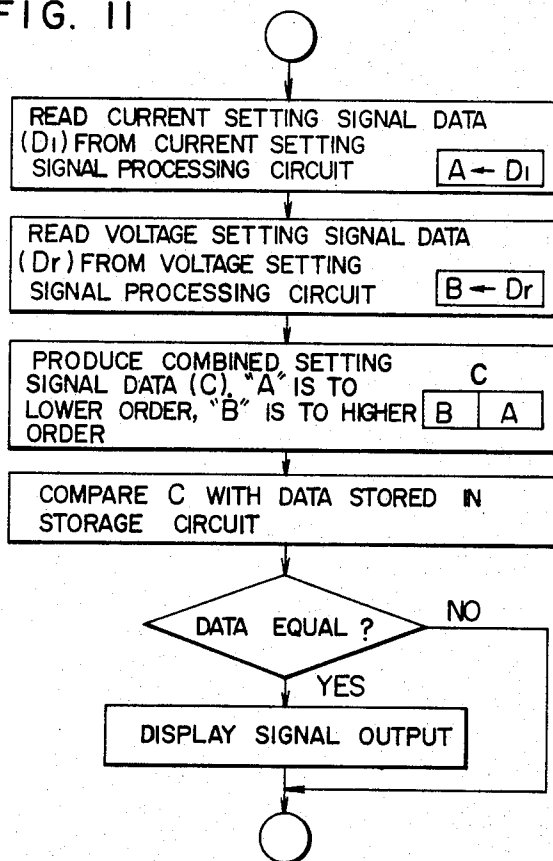 FIG. 11
READ CURRENT SETTING SIGNAL DATA
(DI) FROM CURRENT SETTING
SIGNAL PROCESSING CIRCUIT
A ← DI
READ VOLTAGE SETTING SIGNAL DATA
(Dr) FROM VOLTAGE SETTING
SIGNAL PROCESSING CIRCUIT
B ← Dr
PRODUCE COMBINED SETTING
SIGNAL DATA (C). "A" IS TO
LOWER ORDER, "B" IS TO HIGHER
ORDER
C
B A
COMPARE C WITH DATA STORED IN
STORAGE CIRCUIT
DATA EQUAL ?
NO
YES
DISPLAY SIGNAL OUTPUT